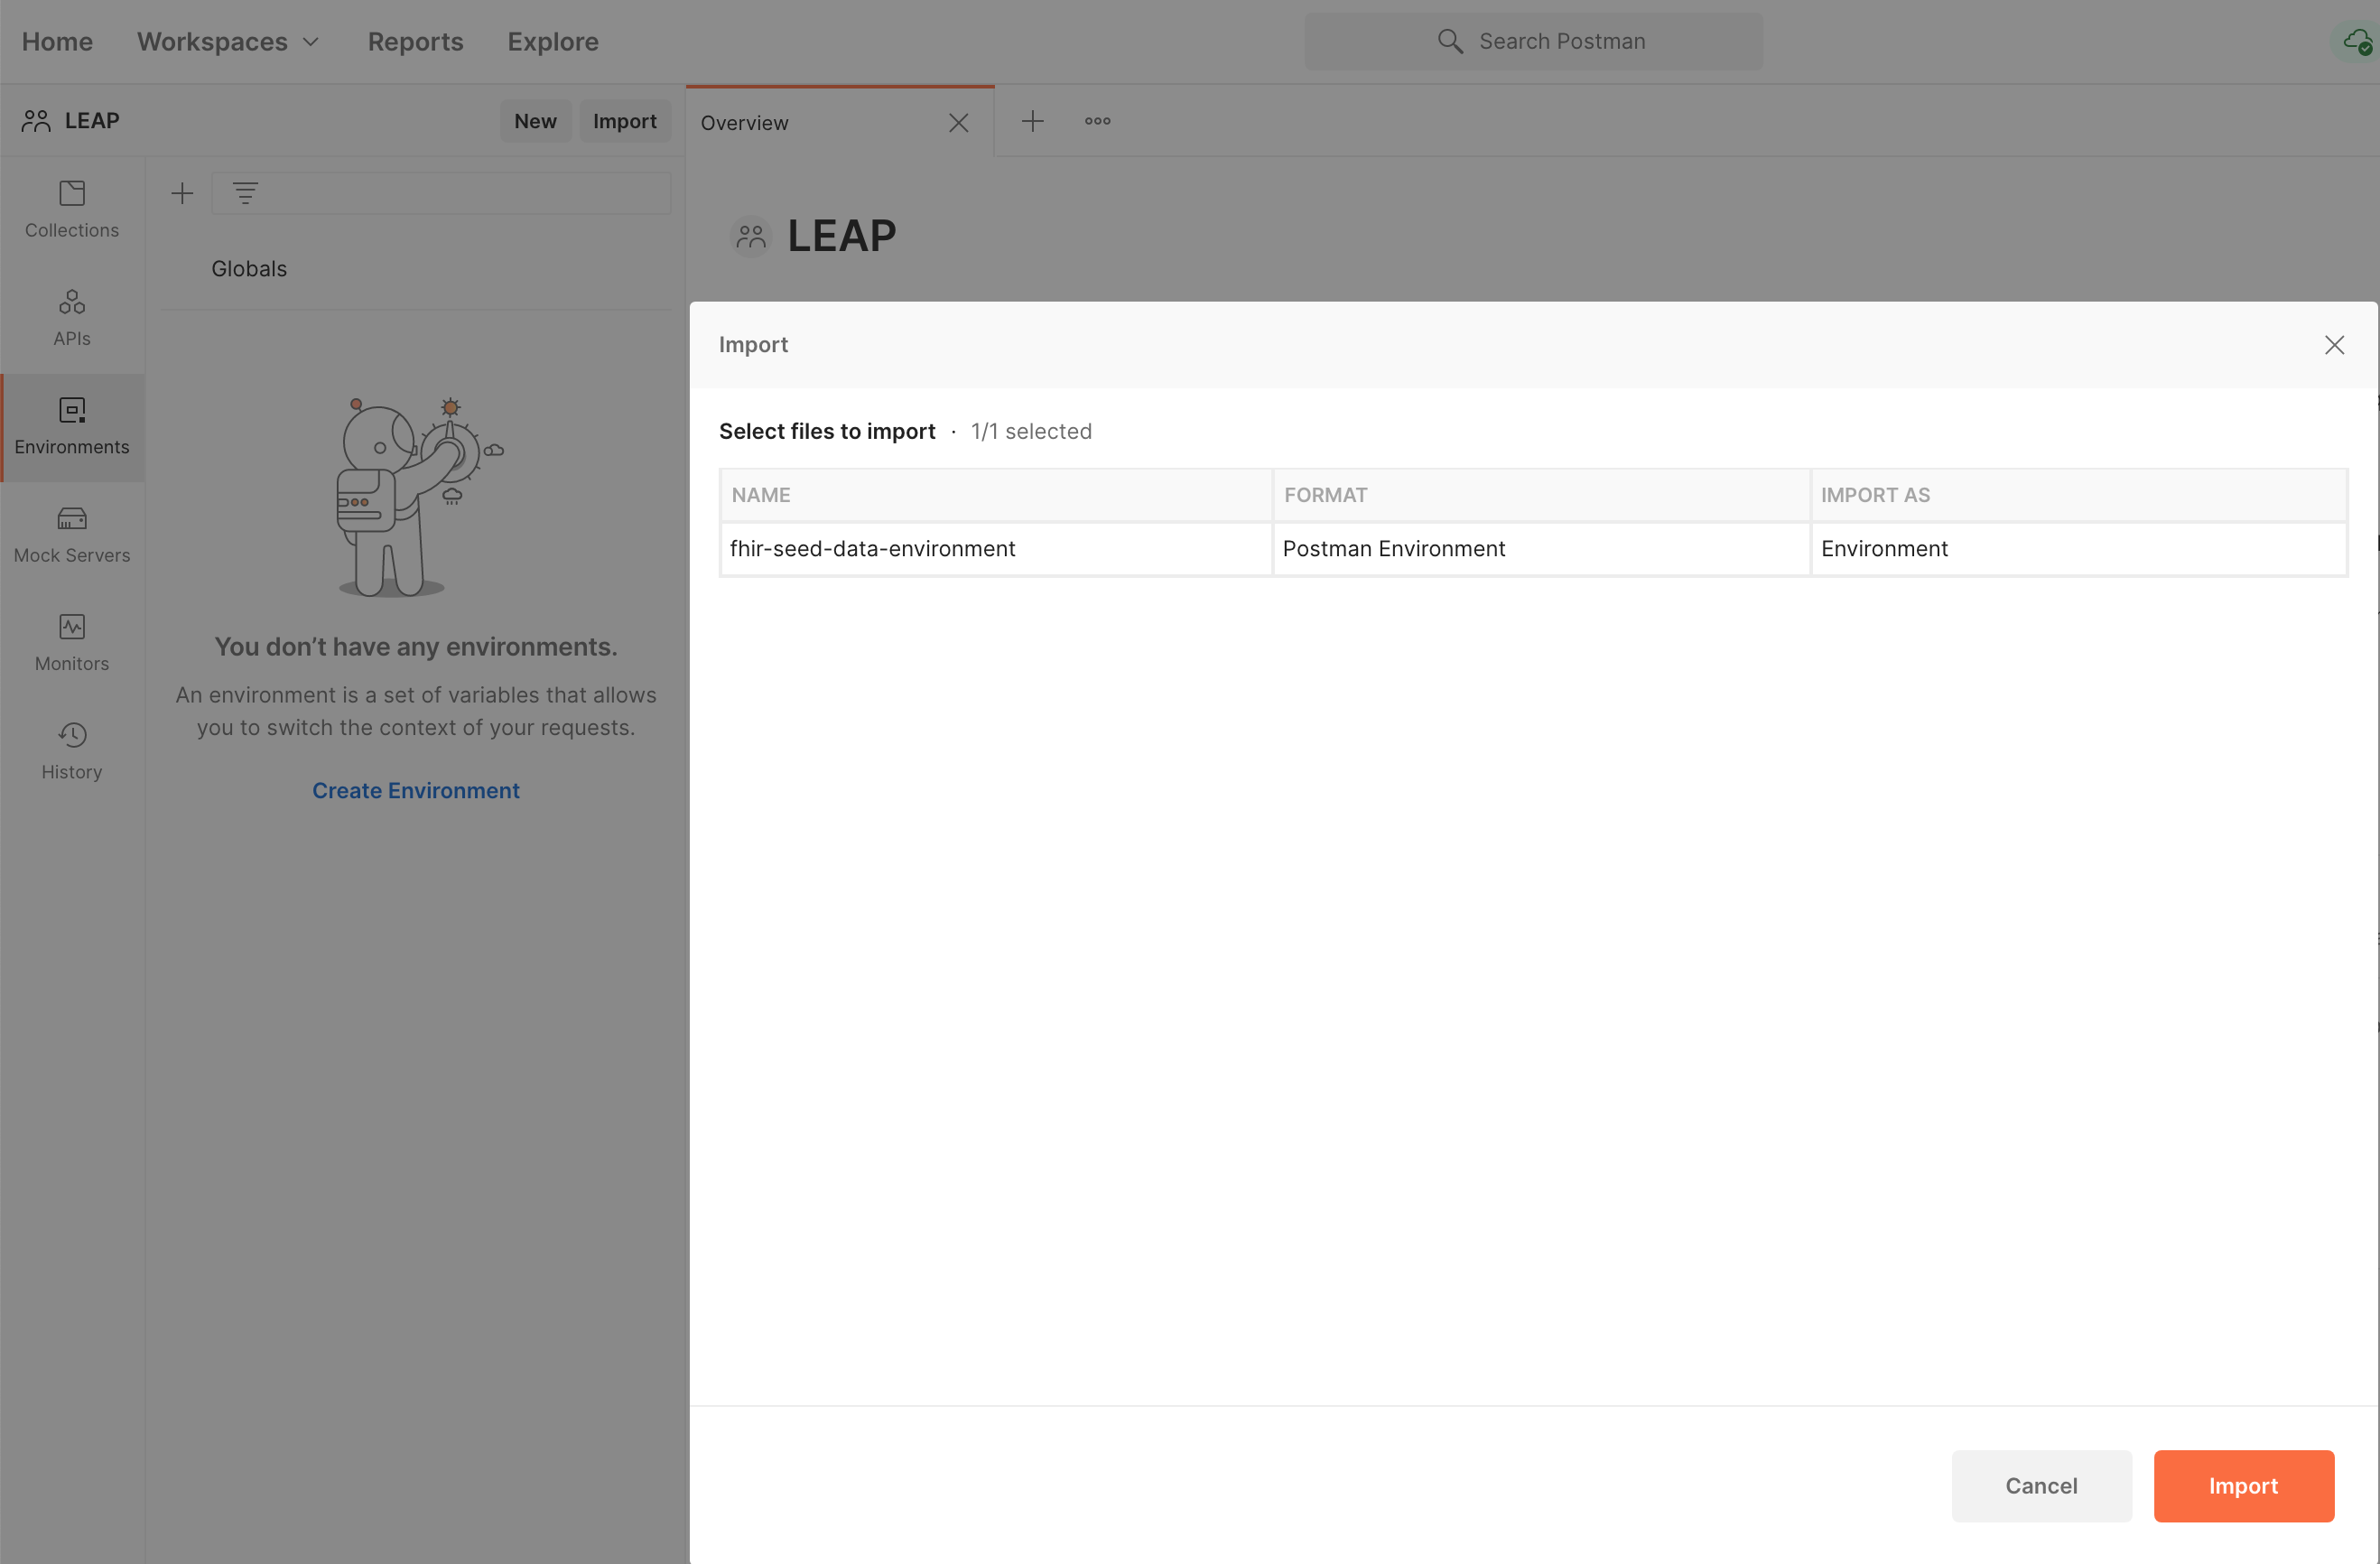 Home
Workspaces
Reports
Explore
Search Postman
LEAP
New
Import
Overview
Collections
APIs
Environments
Mock Servers
Monitors
History
Globals
You don’t have any environments.
An environment is a set of variables that allows
you to switch the context of your requests.
Create Environment
LEAP
Import
Select files to import · 1/1 selected
NAME FORMAT IMPORT AS
fhir-seed-data-environment Postman Environment Environment
Cancel
Import